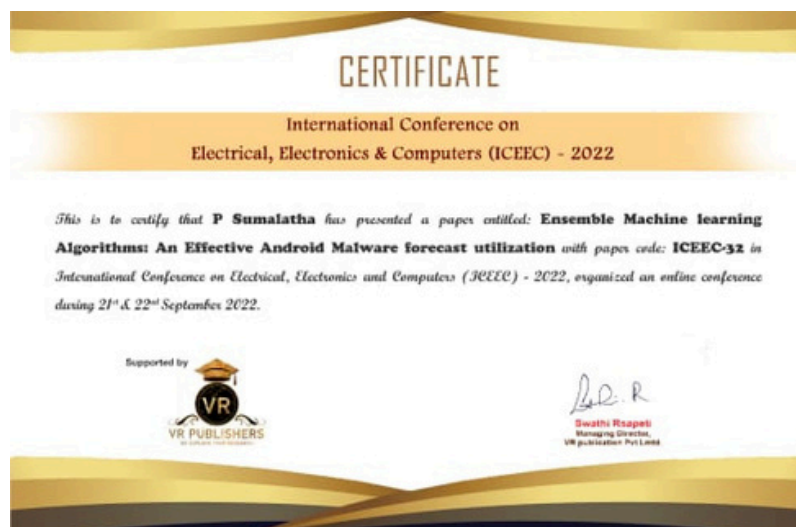 CERTIFICATE
International Conference on
Electrical, Electronics & Computers (ICEEC) - 2022
This is to certify that P Sumalatha has presented a paper entitled: Ensemble Machine learning
Algorithms: An Effective Android Malware forecast utilization with paper code: ICEEC-32 in
International Conference on Electrical, Electronics and Computers (ICEEC) - 2022, organized an online conference
during 21st & 22nd September 2022.
Supported by
VR
VR PUBLISHERS
Swathi Rsapeti
Managing Director,
VR publication Pvt Lmtd